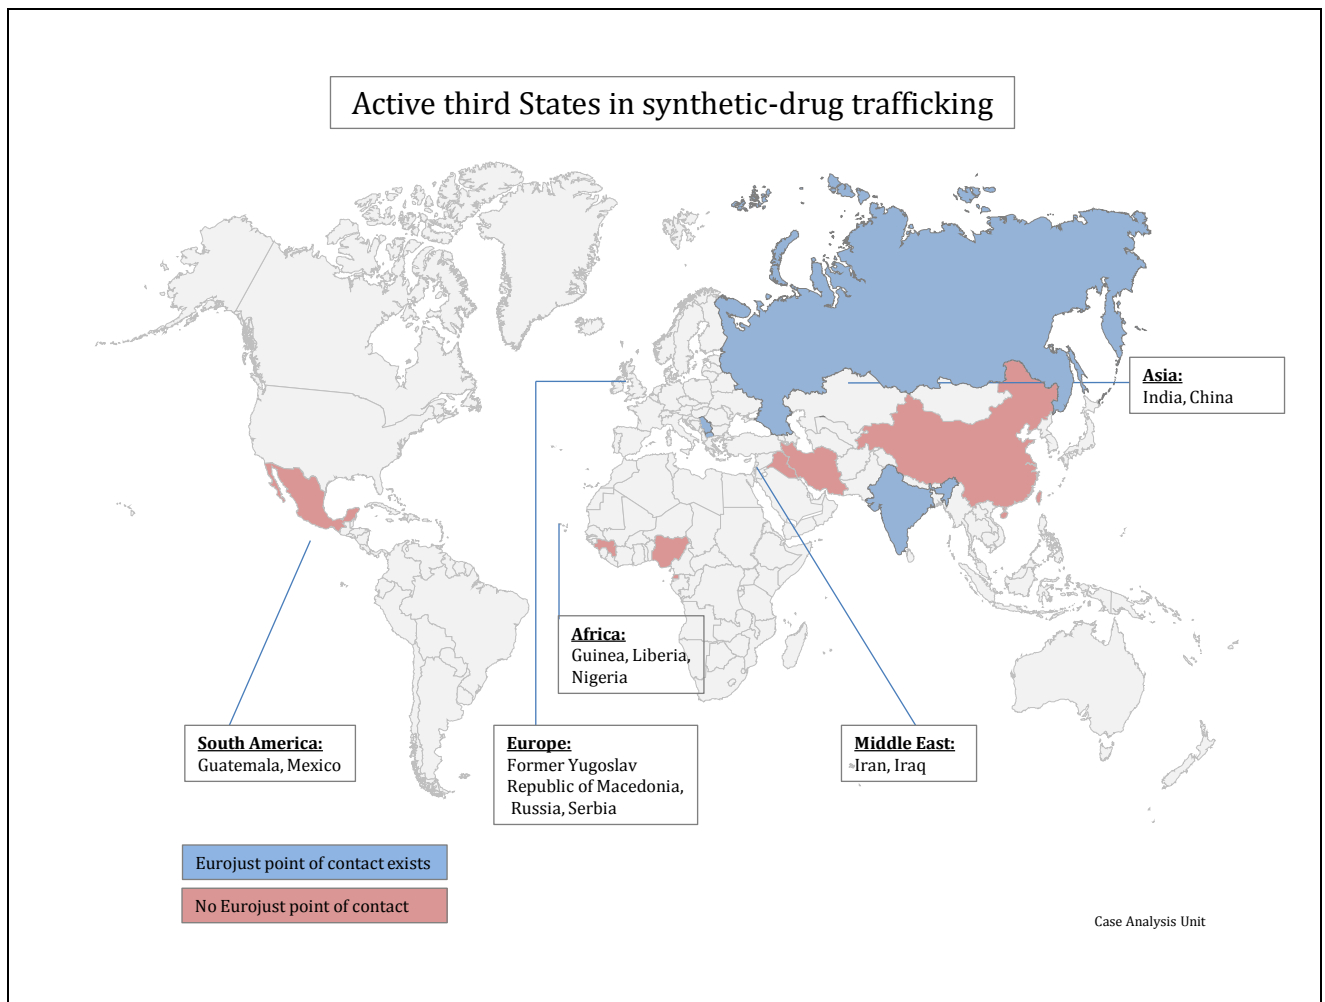 Active third States in synthetic-drug trafficking
Asia:
India, China
Africa:
Guinea, Liberia,
Nigeria
South America:
Guatemala, Mexico
Europe:
Former Yugoslav
Republic of Macedonia,
Russia, Serbia
Middle East:
Iran, Iraq
Eurojust point of contact exists
No Eurojust point of contact
Case Analysis Unit